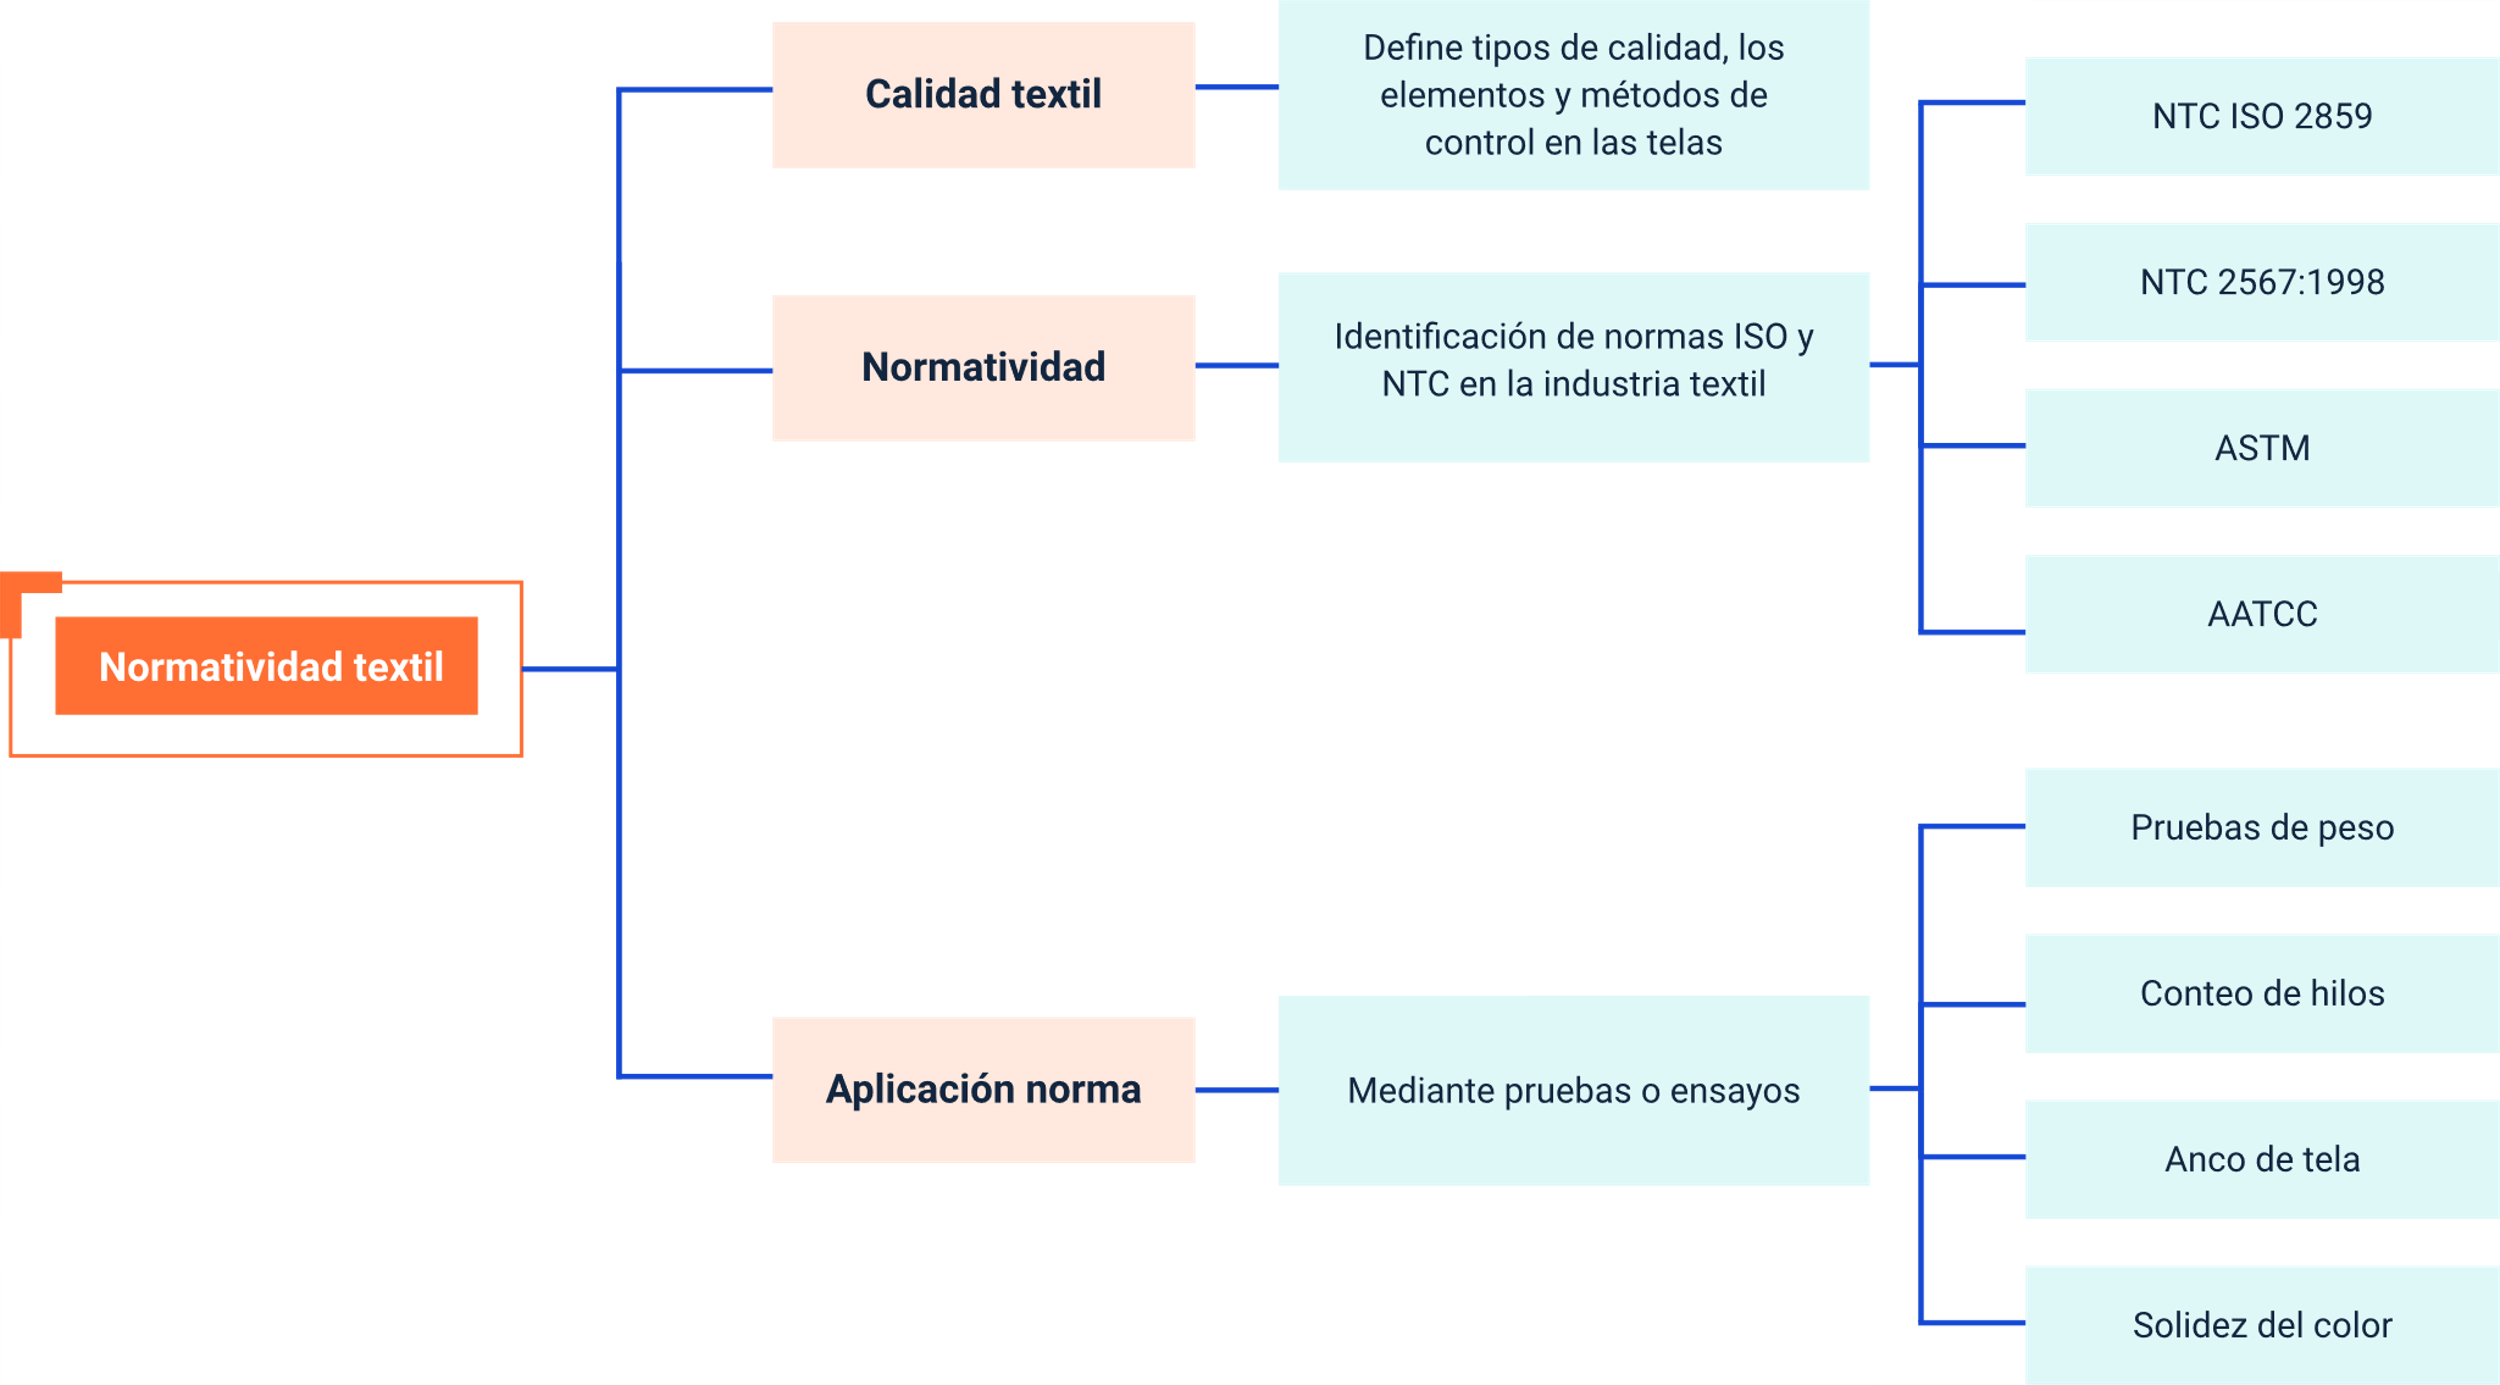 Normatividad textil
Calidad textil
Define tipos de calidad, los
elementos y métodos de
control en las telas
Normatividad
Identificación de normas ISO y
NTC en la industria textil
NTC ISO 2859
NTC 2567:1998
ASTM
AATCC
Aplicación norma
Mediante pruebas o ensayos
Pruebas de peso
Conteo de hilos
Anco de tela
Solidez del color